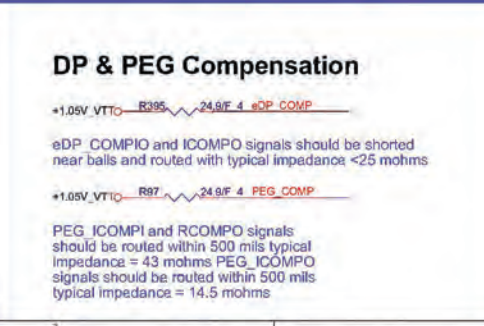 DP & PEG Compensation
+1.05V_VTT R395 24.9/F_4 eDP_COMP
eDP_COMPIO and ICOMPO signals should be shorted
near balls and routed with typical impedance <25 mohms
+1.05V_VTT R97 24.9/F_4 PEG_COMP
PEG_ICOMPI and RCOMPO signals
should be routed within 500 mils typical
impedance = 43 mohms PEG_ICOMPO
signals should be routed within 500 mils
typical impedance = 14.5 mohms